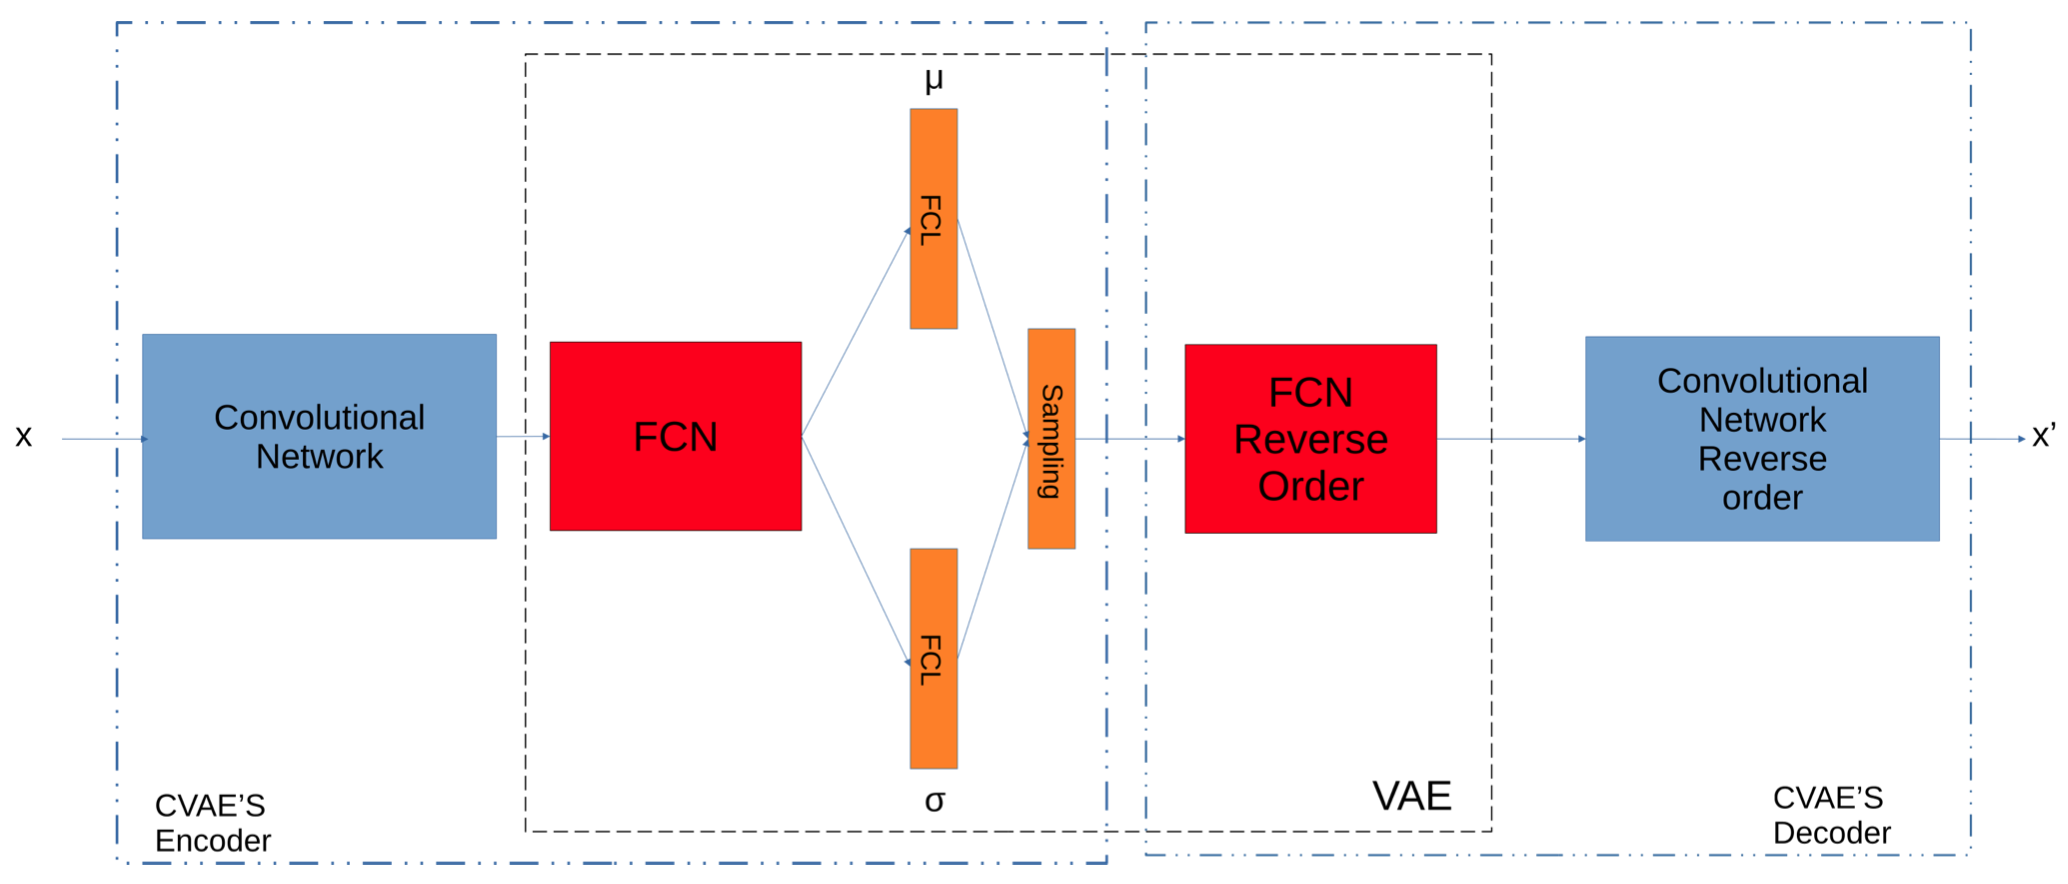 μ
FCL
x
Convolutional
Network
FCN
Sampling
FCN
Reverse
Order
Convolutional
Network
Reverse
order
x’
FCL
σ
VAE
CVAE’S
Encoder
CVAE’S
Decoder